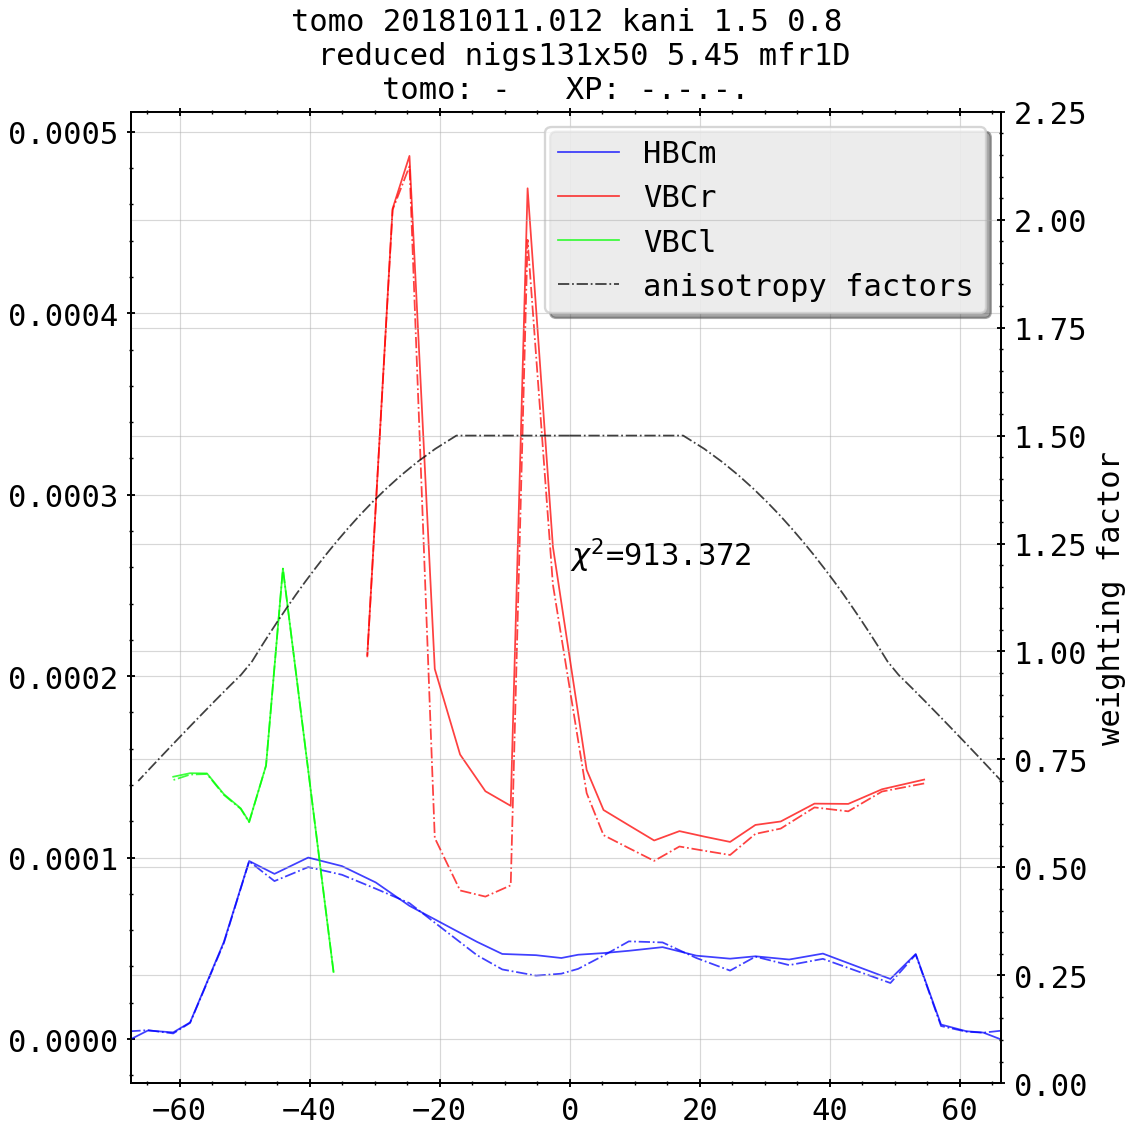 tomo 20181011.012 kani 1.5 0.8
reduced nigs131x50 5.45 mfr1D
tomo: - XP: -.-.-.
HBCm
VBCr
VBCl
anisotropy factors
χ²=913.372
0.0005
0.0004
0.0003
0.0002
0.0001
0.0000
2.25
2.00
1.75
1.50
1.25
1.00
0.75
0.50
0.25
0.00
weighting factor
−60 −40 −20 0 20 40 60